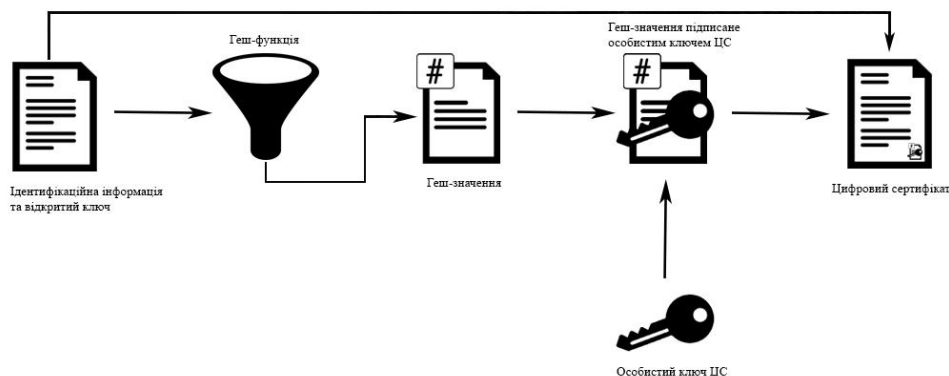 Геш-функція
Геш-значення підписане
особистим ключем ЦС
#
#
Ідентифікаційна інформація
та відкритий ключ
Геш-значення
Цифровий сертифікат
Особистий ключ ЦС